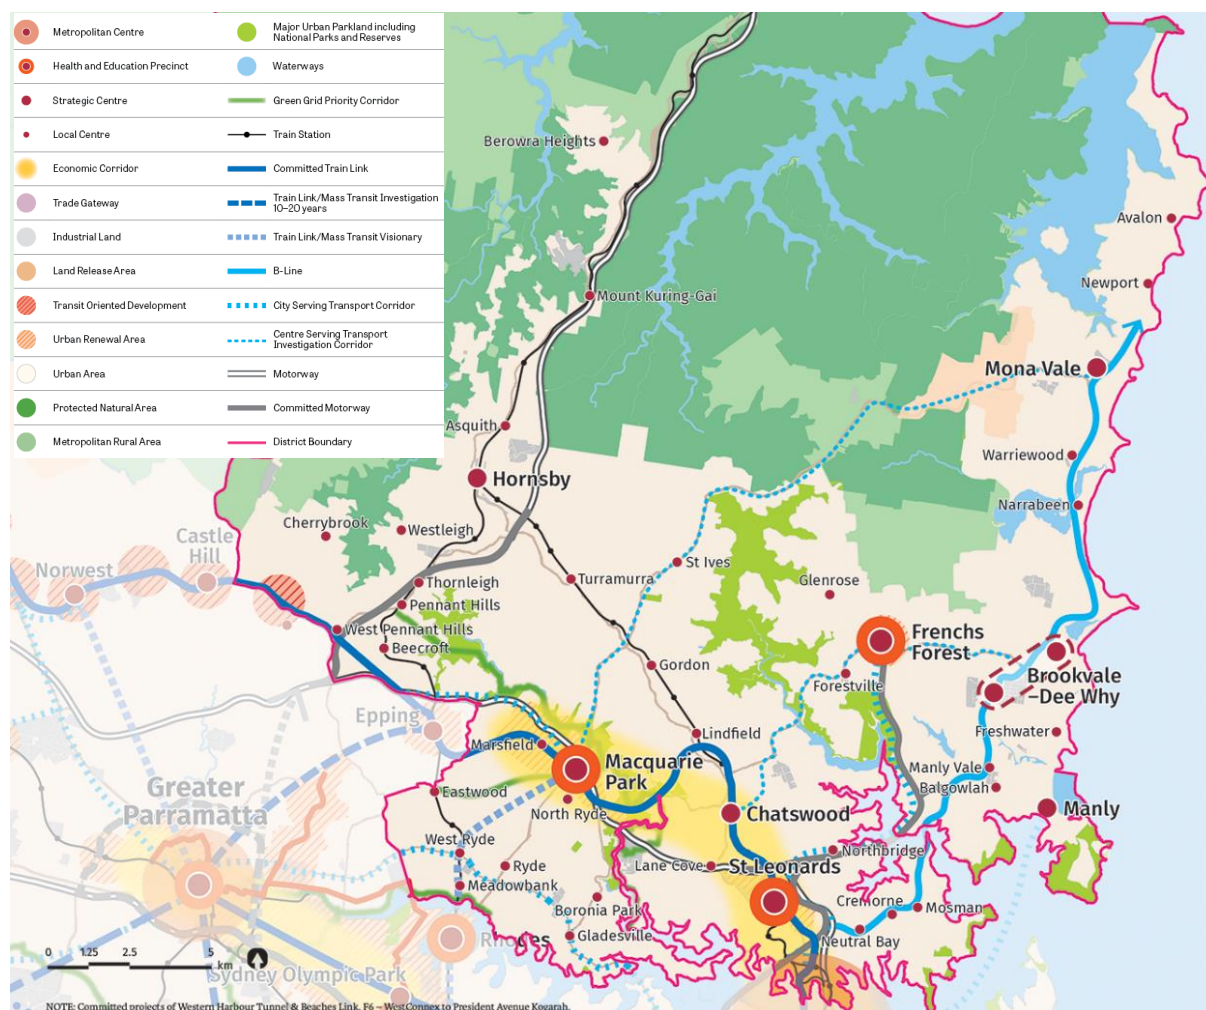 Metropolitan Centre
Health and Education Precinct
Strategic Centre
Local Centre
Economic Corridor
Trade Gateway
Industrial Land
Land Release Area
Transit Oriented Development
Urban Renewal Area
Urban Area
Protected Natural Area
Metropolitan Rural Area
Major Urban Parkland including
National Parks and Reserves
Waterways
Green Grid Priority Corridor
Train Station
Committed Train Link
Train Link/Mass Transit Investigation
10–20 years
Train Link/Mass Transit Visionary
B-Line
City Serving Transport Corridor
Centre Serving Transport
Investigation Corridor
Motorway
Committed Motorway
District Boundary
Berowra Heights
Avalon
Newport
Mount Kuring-Gai
Mona Vale
Asquith
Warriewood
Hornsby
Narrabeen
Cherrybrook
Westleigh
Castle
Hill
Norwest
Thornleigh
Turramurra
St Ives
Glenrose
Pennant Hills
West Pennant Hills
Beecroft
Frenchs
Forest
Gordon
Forestville
Brookvale
–Dee Why
Epping
Marsfield
Lindfield
Freshwater
Macquarie
Park
Manly Vale
Balgowlah
Greater
Parramatta
Eastwood
North Ryde
Chatswood
Manly
West Ryde
Ryde
Lane Cove
St Leonards
Northbridge
Meadowbank
Boronia Park
Cremorne
Mosman
Gladesville
Neutral Bay
Rhodes
Sydney Olympic Park
0 1.25 2.5 5
km
NOTE: Committed projects of Western Harbour Tunnel & Beaches Link, F6 – WestConnex to President Avenue Kogarah,